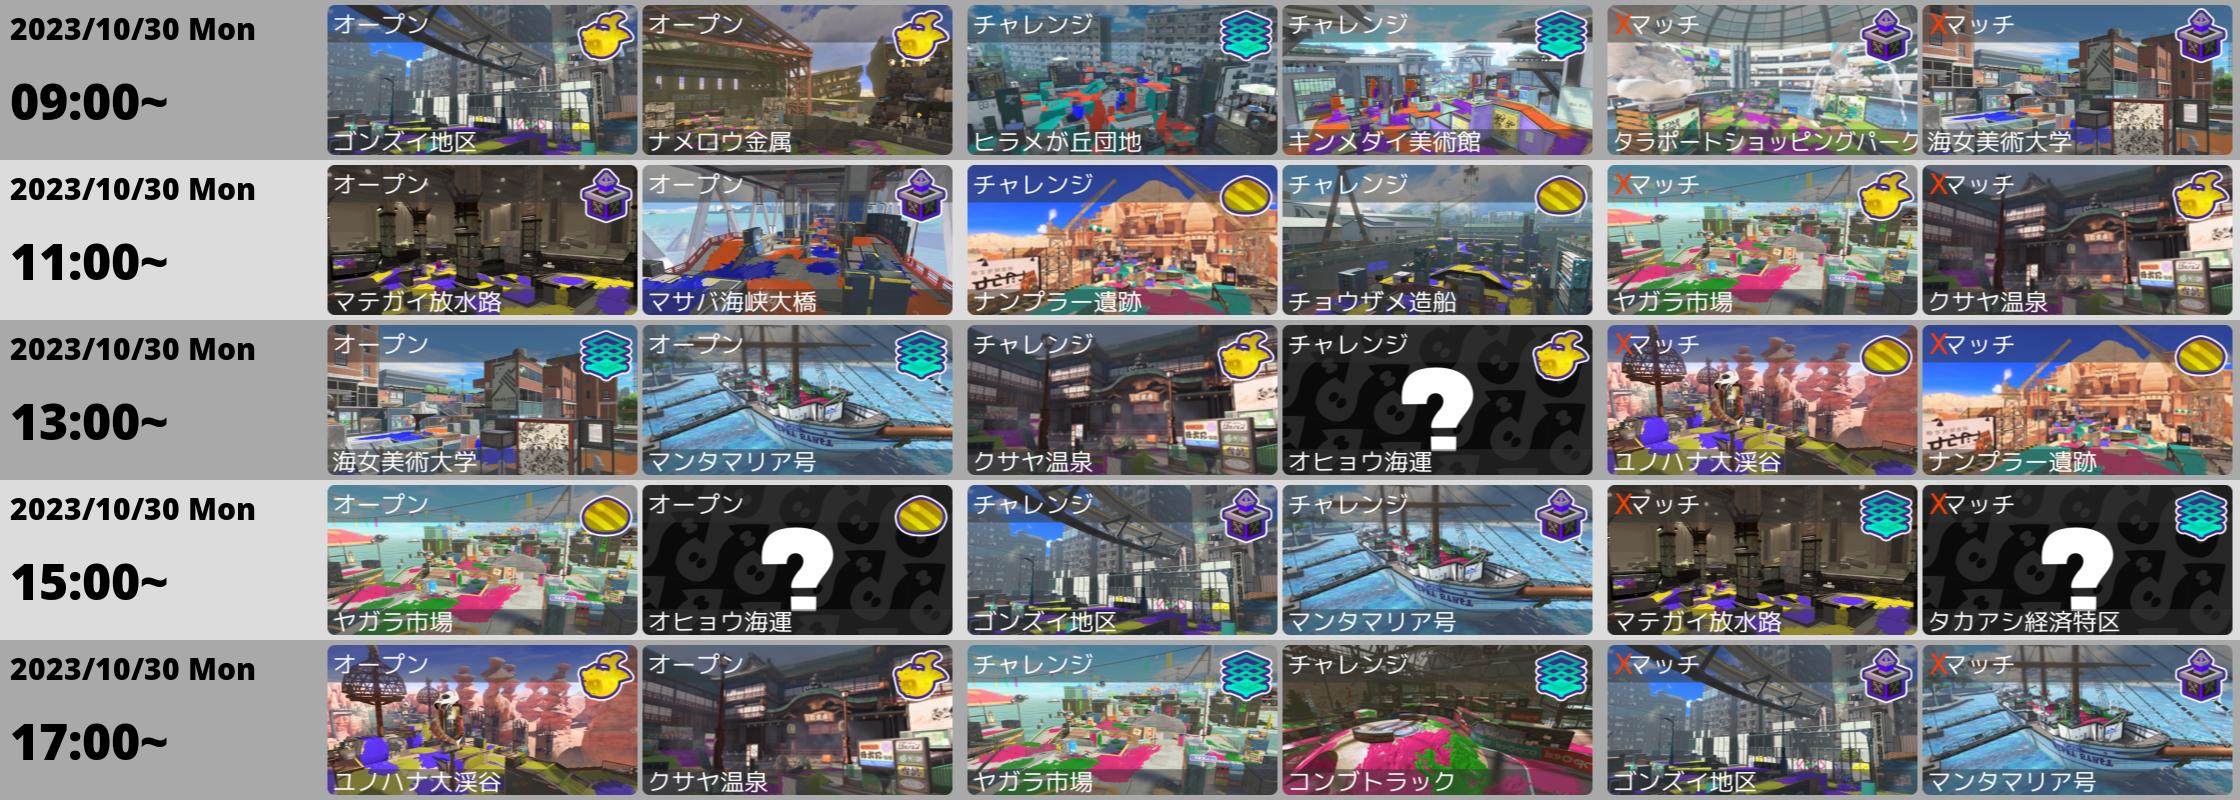 2023/10/30 Mon
09:00~
オープン
ゴンズイ地区
オープン
ナメロウ金属
チャレンジ
ヒラメが丘団地
チャレンジ
キンメダイ美術館
Xマッチ
タラポートショッピングパーク
Xマッチ
海女美術大学
2023/10/30 Mon
11:00~
オープン
マテガイ放水路
オープン
マサバ海峡大橋
チャレンジ
ナンプラー遺跡
チャレンジ
チョウザメ造船
Xマッチ
ヤガラ市場
Xマッチ
クサヤ温泉
2023/10/30 Mon
13:00~
オープン
海女美術大学
オープン
マンタマリア号
チャレンジ
クサヤ温泉
チャレンジ
?
オヒョウ海運
Xマッチ
ユノハナ大渓谷
Xマッチ
ナンプラー遺跡
2023/10/30 Mon
15:00~
オープン
ヤガラ市場
オープン
?
オヒョウ海運
チャレンジ
ゴンズイ地区
チャレンジ
マンタマリア号
Xマッチ
マテガイ放水路
Xマッチ
?
タカアシ経済特区
2023/10/30 Mon
17:00~
オープン
ユノハナ大渓谷
オープン
クサヤ温泉
チャレンジ
ヤガラ市場
チャレンジ
コンブトラック
Xマッチ
ゴンズイ地区
Xマッチ
マンタマリア号